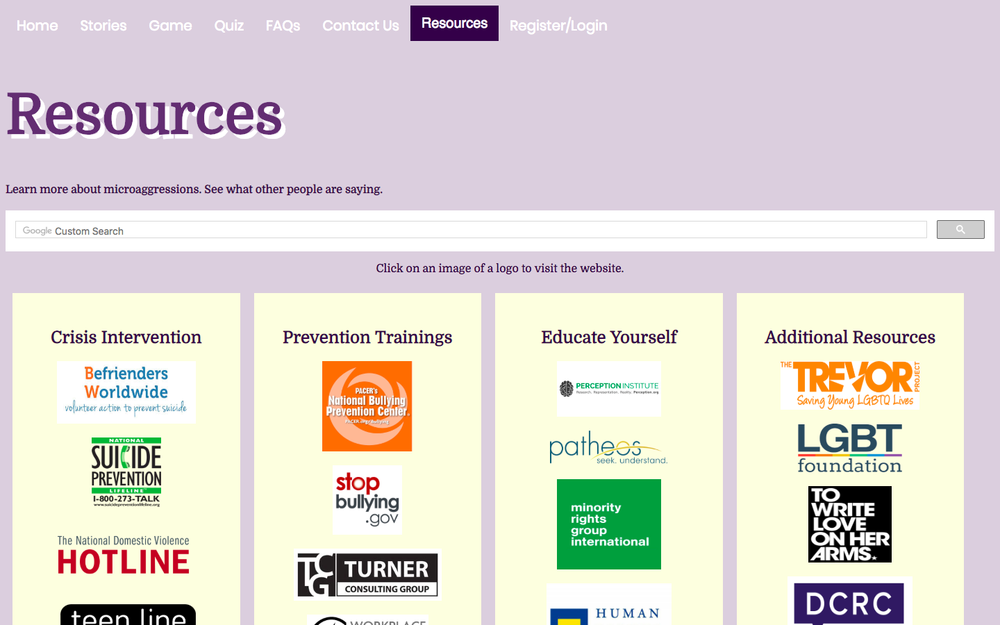 Home Stories Game Quiz FAQs Contact Us Resources Register/Login
Resources
Learn more about microaggressions. See what other people are saying.
Google Custom Search
Click on an image of a logo to visit the website.
Crisis Intervention
Befrienders
Worldwide
volunteer action to prevent suicide
NATIONAL
SUICIDE
PREVENTION
LIFELINE™
1-800-273-TALK
www.suicidepreventionlifeline.org
The National Domestic Violence
HOTLINE
teen line
Prevention Trainings
PACER's
National Bullying
Prevention Center®
PACER.org/bullying
stop
bullying
.gov
TCG TURNER
CONSULTING GROUP
WORKPLACE
Educate Yourself
PERCEPTION INSTITUTE
Research. Representation. Reality. Perception.org
patheos
seek. understand.
minority
rights
group
international
HUMAN
Additional Resources
THE TREVOR PROJECT
Saving Young LGBTQ Lives
LGBT
foundation
TO
WRITE
LOVE
ON HER
ARMS.
DCRC